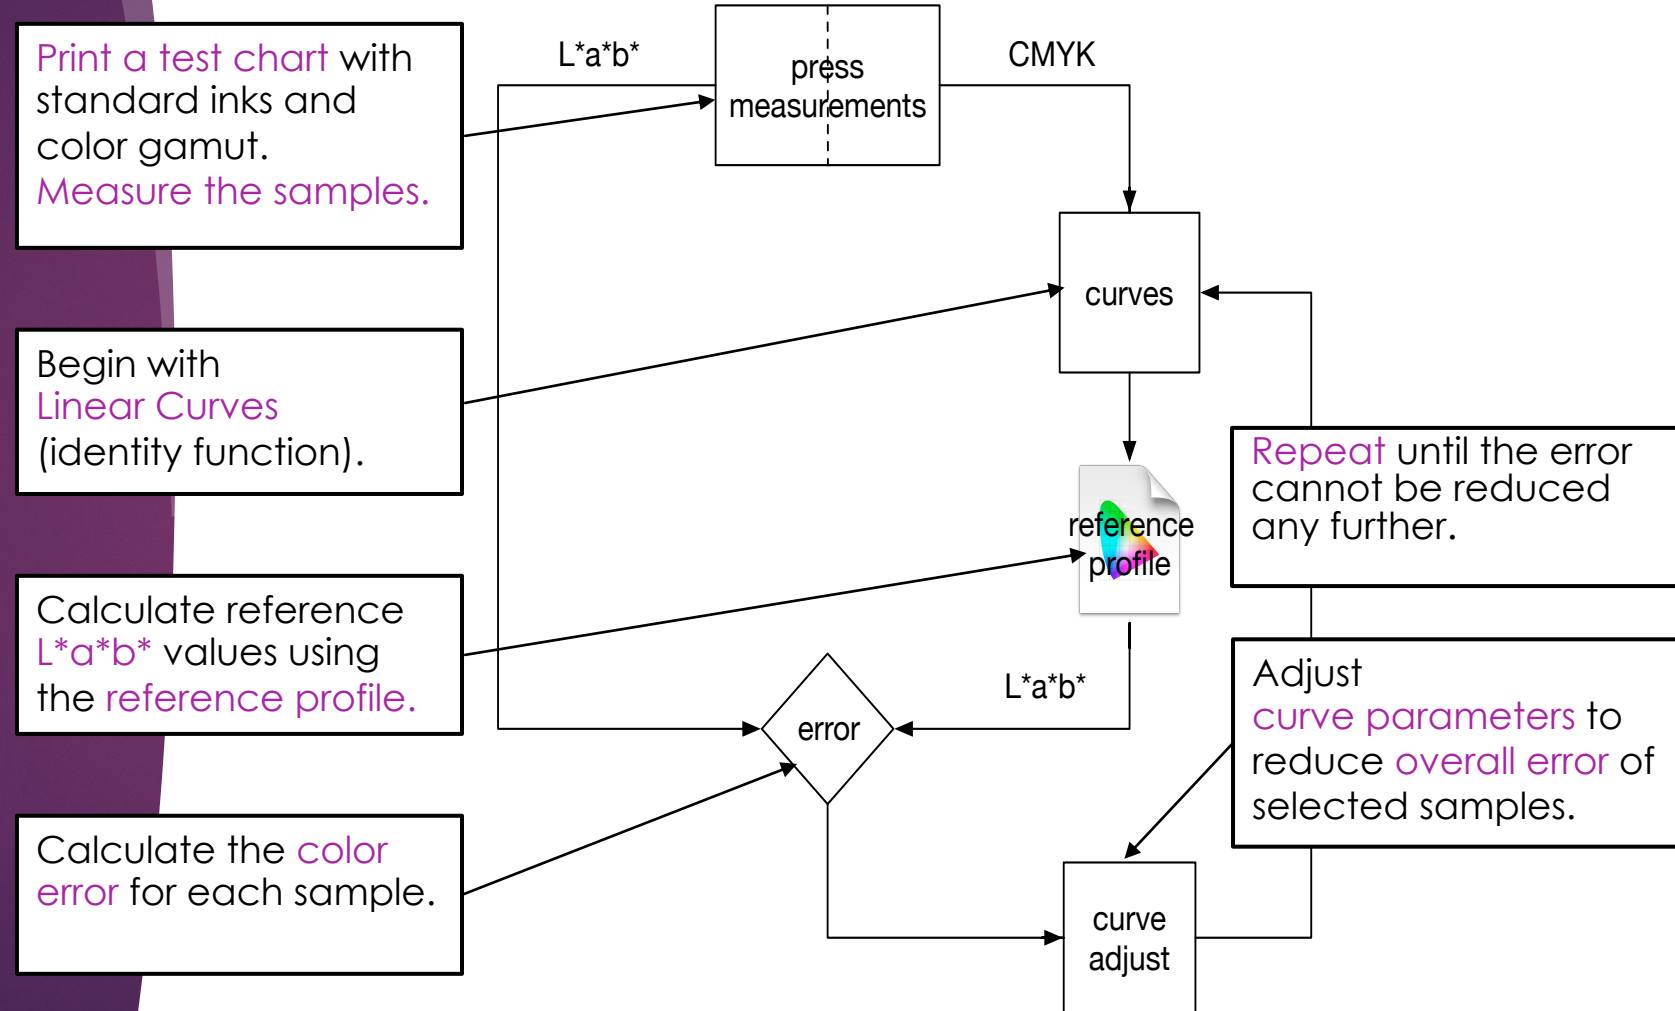 Print a test chart with
standard inks and
color gamut.
Measure the samples.
L*a*b*
press
measurements
CMYK
Begin with
Linear Curves
(identity function).
curves
Repeat until the error
cannot be reduced
any further.
reference
profile
Calculate reference
L*a*b* values using
the reference profile.
L*a*b*
error
Adjust
curve parameters to
reduce overall error of
selected samples.
Calculate the color
error for each sample.
curve
adjust